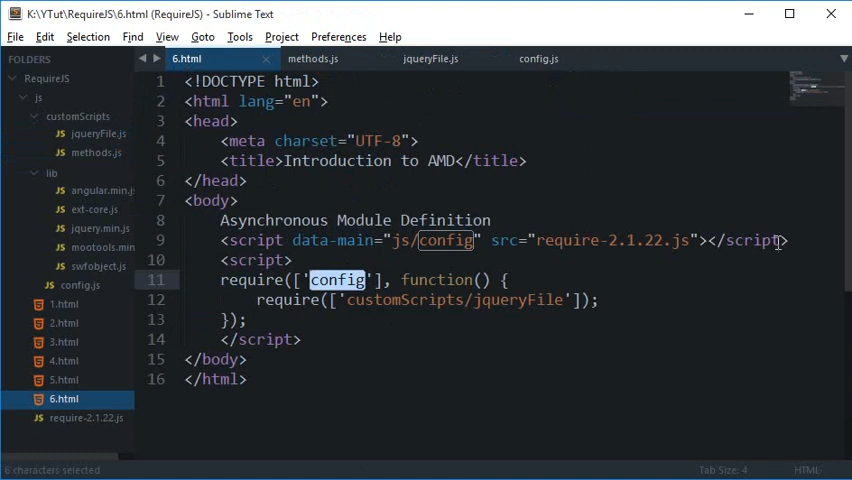 K:\YTut\RequireJS\6.html (RequireJS) - Sublime Text
File Edit Selection Find View Goto Tools Project Preferences Help
FOLDERS
RequireJS
js
customScripts
jqueryFile.js
methods.js
lib
angular.min.js
ext-core.js
jquery.min.js
mootools.min
swfobject.js
config.js
1.html
2.html
3.html
4.html
5.html
6.html
require-2.1.22.js
6.html methods.js jqueryFile.js config.js
1 <!DOCTYPE html>
2 <html lang="en">
3 <head>
4 <meta charset="UTF-8">
5 <title>Introduction to AMD</title>
6 </head>
7 <body>
8 Asynchronous Module Definition
9 <script data-main="js/config" src="require-2.1.22.js"></script>
10 <script>
11 require(['config'], function() {
12 require(['customScripts/jqueryFile']);
13 });
14 </script>
15 </body>
16 </html>
6 characters selected Tab Size: 4 HTML